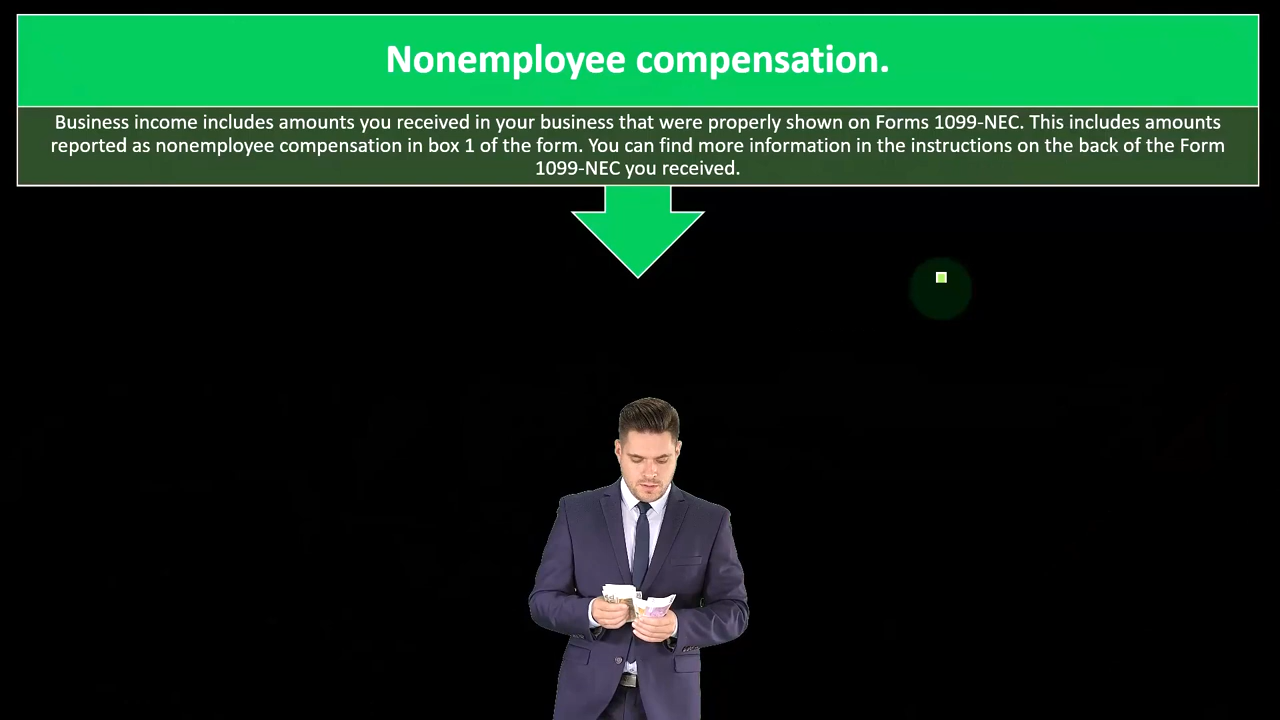 Nonemployee compensation.
Business income includes amounts you received in your business that were properly shown on Forms 1099-NEC. This includes amounts
reported as nonemployee compensation in box 1 of the form. You can find more information in the instructions on the back of the Form
1099-NEC you received.